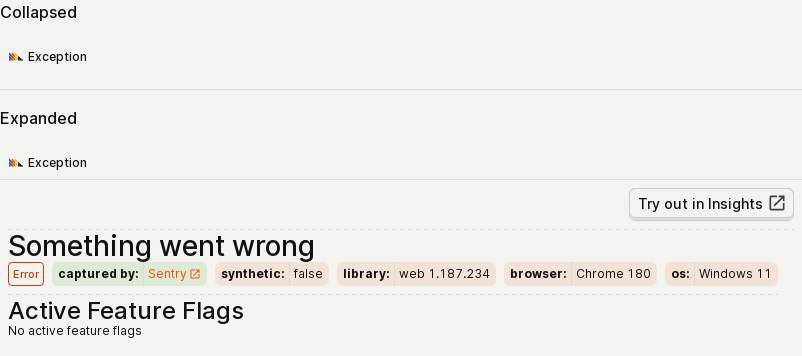 Collapsed
Exception
Expanded
Exception
Try out in Insights
Something went wrong
Error captured by: Sentry synthetic: false library: web 1.187.234 browser: Chrome 180 os: Windows 11
Active Feature Flags
No active feature flags